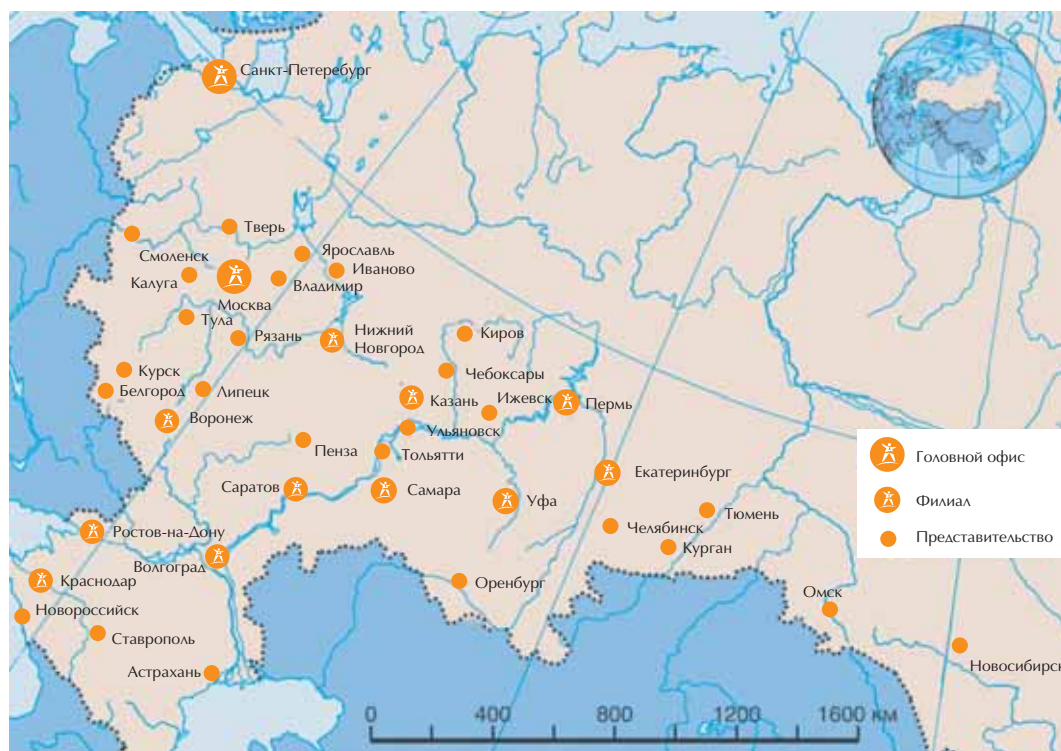 Санкт-Петеребург
Тверь
Смоленск
Ярославль
Иваново
Калуга
Владимир
Москва
Тула
Рязань
Нижний
Новгород
Киров
Курск
Чебоксары
Белгород
Липецк
Казань
Ижевск
Пермь
Воронеж
Ульяновск
Пенза
Тольятти
Екатеринбург
Саратов
Самара
Уфа
Тюмень
Челябинск
Ростов-на-Дону
Курган
Волгоград
Краснодар
Оренбург
Омск
Новороссийск
Ставрополь
Астрахань
Новосибирск
Головной офис
Филиал
Представительство
0 400 800 1200 1600 км